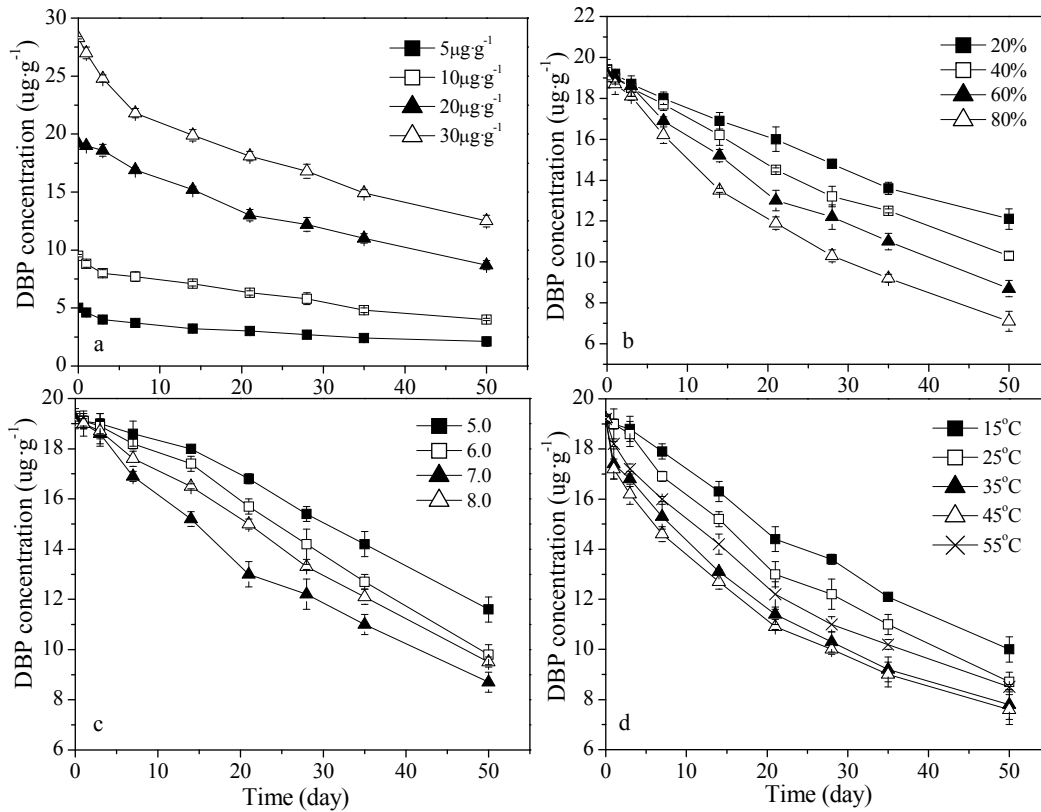 DBP concentration (ug·g⁻¹)
30
25
20
15
10
5
0
5μg·g⁻¹
10μg·g⁻¹
20μg·g⁻¹
30μg·g⁻¹
a
0 10 20 30 40 50
Time (day)
DBP concentration (ug·g⁻¹)
22
20
18
16
14
12
10
8
6
20%
40%
60%
80%
b
0 10 20 30 40 50
Time (day)
DBP concentration (ug·g⁻¹)
20
18
16
14
12
10
8
6
5.0
6.0
7.0
8.0
c
0 10 20 30 40 50
Time (day)
DBP concentration (ug·g⁻¹)
20
18
16
14
12
10
8
6
15°C
25°C
35°C
45°C
55°C
d
0 10 20 30 40 50
Time (day)